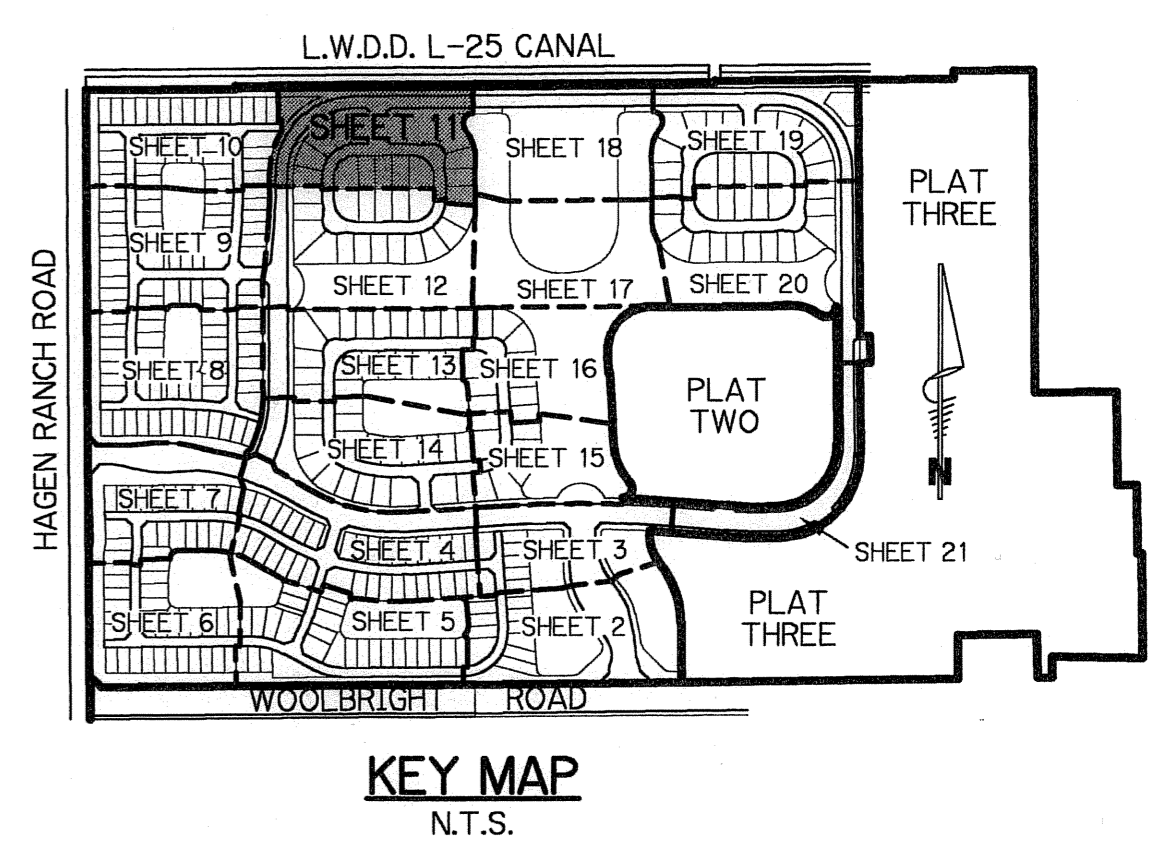 L.W.D.D. L-25 CANAL
SHEET 10
SHEET 11
SHEET 18
SHEET 19
PLAT
THREE
SHEET 9
SHEET 12
SHEET 17
SHEET 20
HAGEN RANCH ROAD
SHEET 8
SHEET 13
SHEET 16
PLAT
TWO
SHEET 14
SHEET 15
N
SHEET 7
SHEET 4
SHEET 3
SHEET 21
SHEET 6
SHEET 5
SHEET 2
PLAT
THREE
WOOLBRIGHT ROAD
KEY MAP
N.T.S.